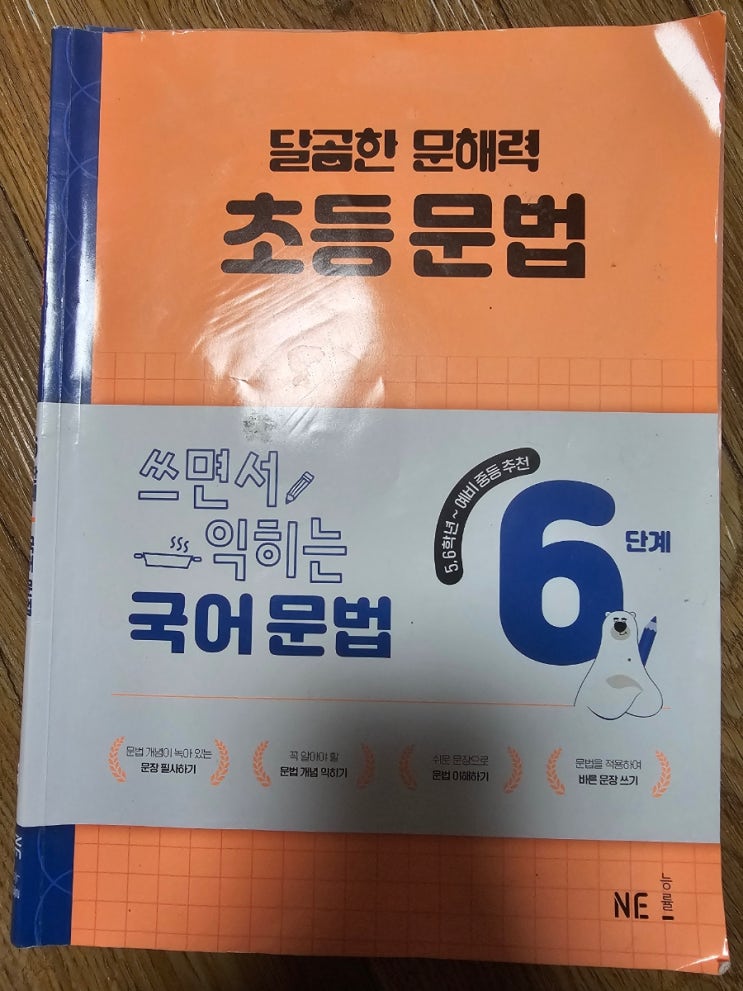 달곰한 문해력
초등 문법
쓰면서
익히는
국어 문법
5, 6학년 ~ 예비 중등 추천
6
단계
문법 개념이 녹아 있는
문장 필사하기
꼭 알아야 할
문법 개념 익히기
쉬운 문장으로
문법 이해하기
문법을 적용하여
바른 문장 쓰기
NE 능률
NE 능률